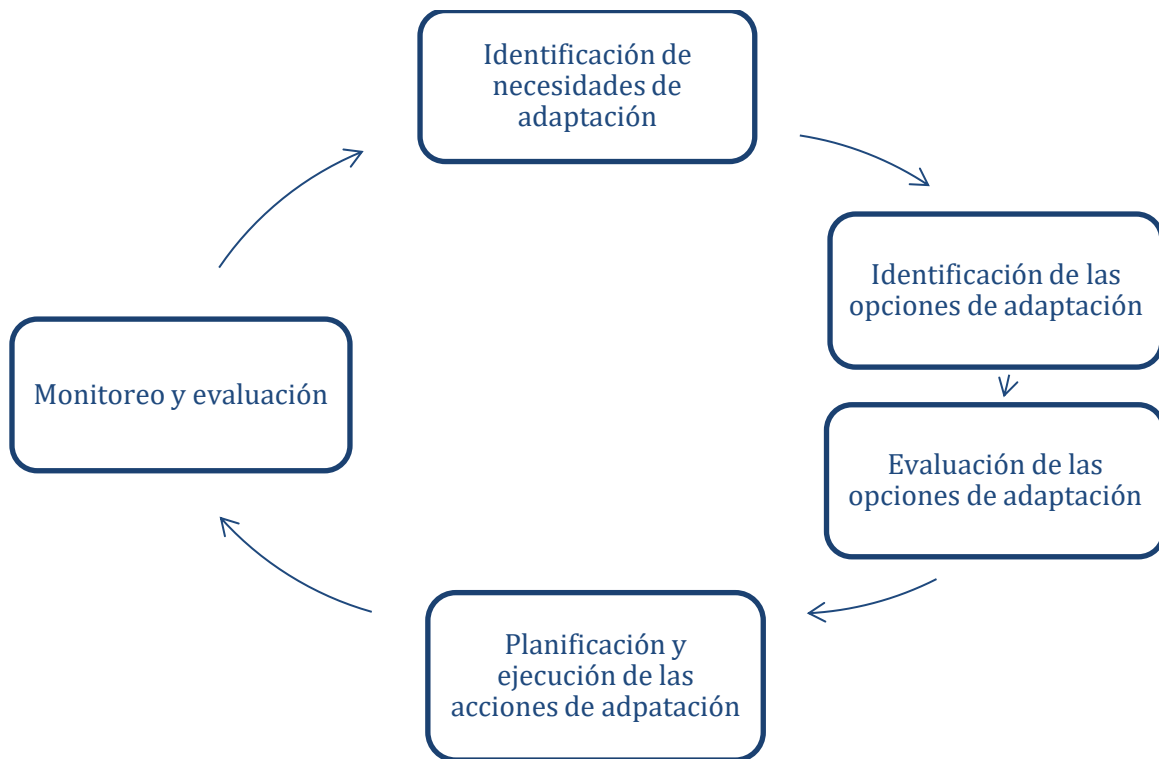 Identificación de
necesidades de
adaptación
Identificación de las
opciones de adaptación
Evaluación de las
opciones de adaptación
Planificación y
ejecución de las
acciones de adpatación
Monitoreo y evaluación